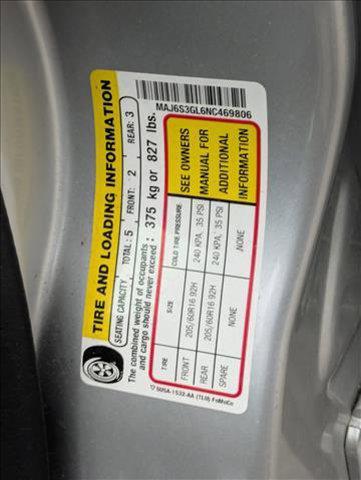 TIRE AND LOADING INFORMATION
SEATING CAPACITY TOTAL: 5 FRONT: 2 REAR: 3
The combined weight of occupants
and cargo should never exceed : 375 kg or 827 lbs.
TIRE SIZE COLD TIRE PRESSURE
FRONT 205/60R16 92H 240 KPA, 35 PSI
REAR 205/60R16 92H 240 KPA, 35 PSI
SPARE NONE NONE
SEE OWNERS
MANUAL FOR
ADDITIONAL
INFORMATION
MAJ6S3GL6NC469806